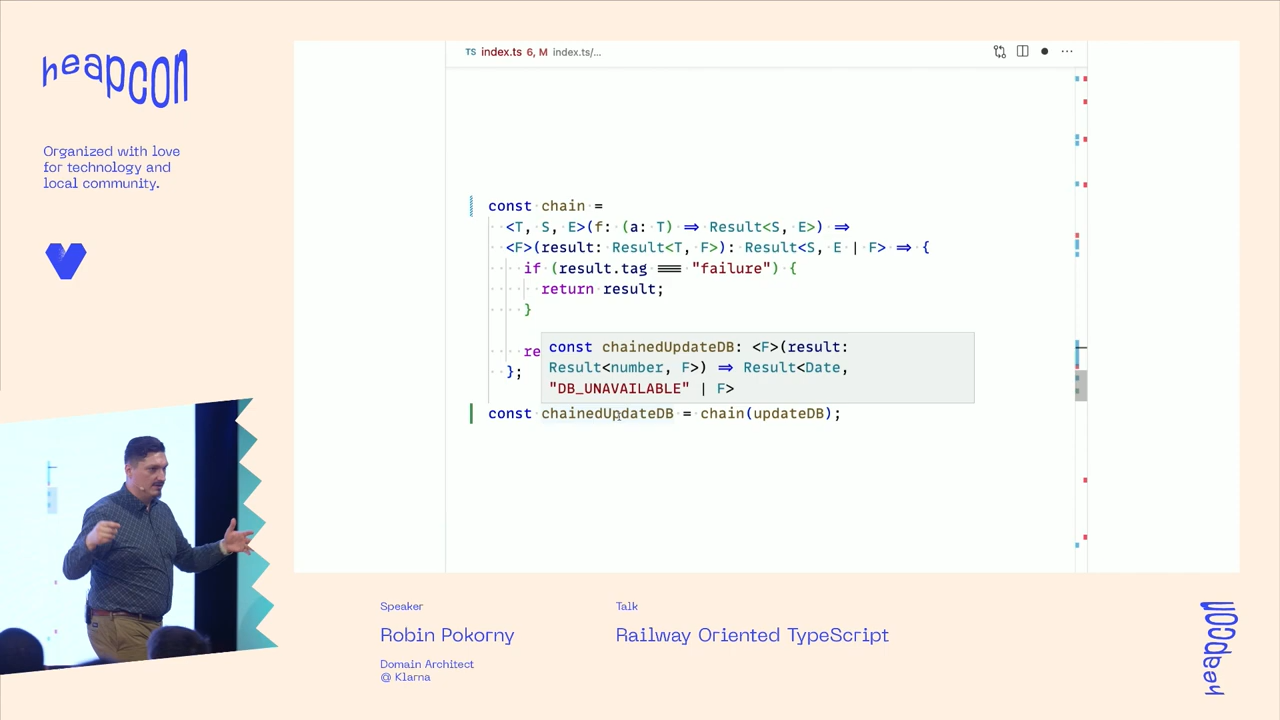 heapcon
Organized with love
for technology and
local community.
TS index.ts 6, M index.ts/...
const chain =
<T, S, E>(f: (a: T) => Result<S, E>) =>
<F>(result: Result<T, F>): Result<S, E | F> => {
if (result.tag === "failure") {
return result;
}
re
};
const chainedUpdateDB: <F>(result:
Result<number, F>) => Result<Date,
"DB_UNAVAILABLE" | F>
const chainedUpdateDB = chain(updateDB);
Speaker
Robin Pokorny
Domain Architect
@ Klarna
Talk
Railway Oriented TypeScript
heapcon